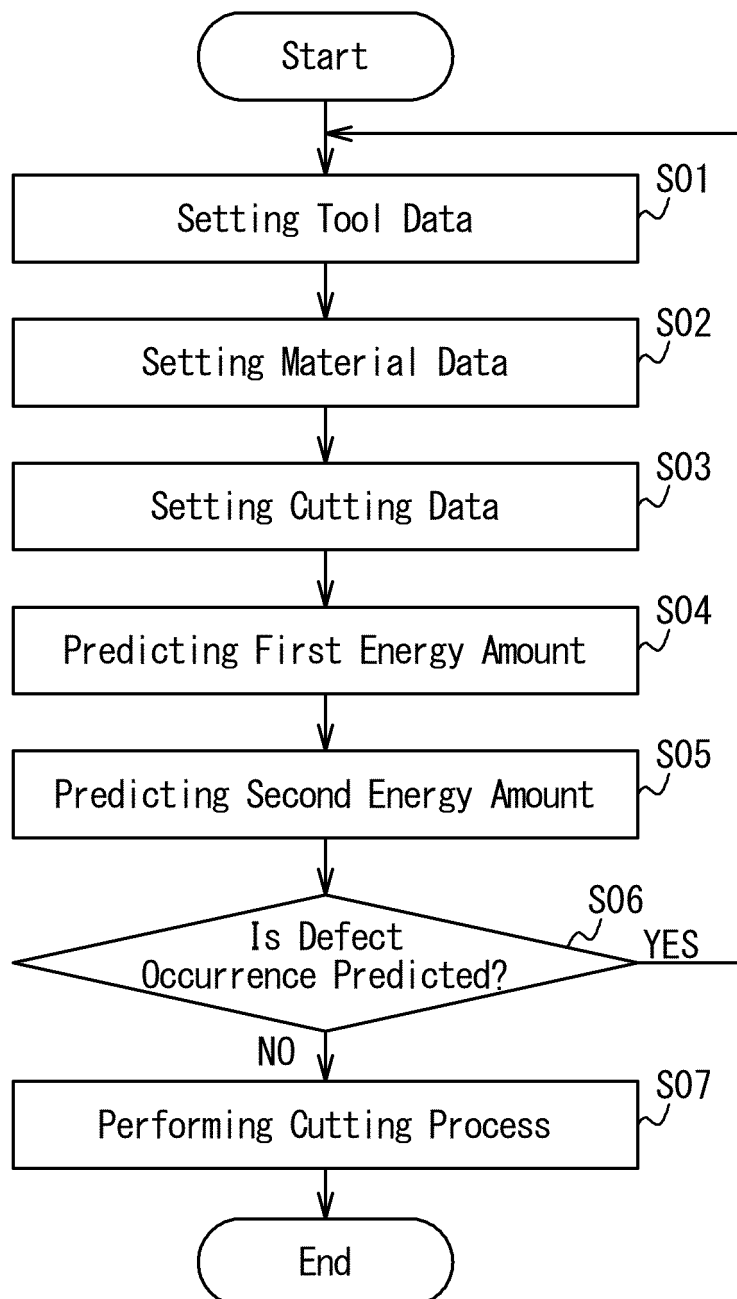 Start
S01
Setting Tool Data
S02
Setting Material Data
S03
Setting Cutting Data
S04
Predicting First Energy Amount
S05
Predicting Second Energy Amount
S06
Is Defect
Occurrence Predicted?
YES
NO
S07
Performing Cutting Process
End